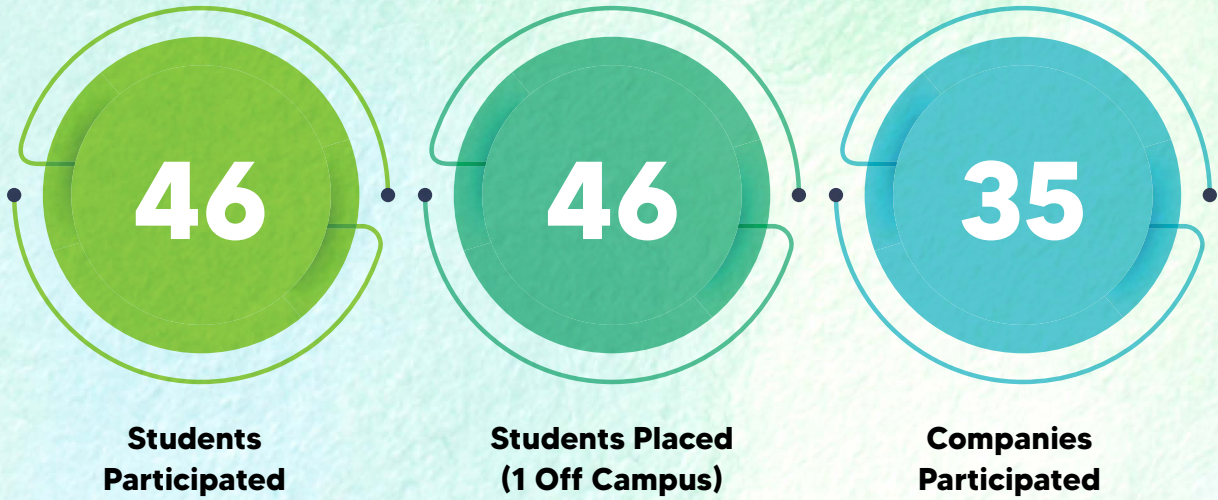 46
Students
Participated
46
Students Placed
(1 Off Campus)
35
Companies
Participated